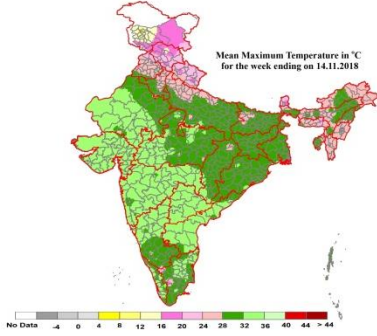 Mean Maximum Temperature in °C
for the week ending on 14.11.2018
No Data -4 0 4 8 12 16 20 24 28 32 36 40 44 > 44